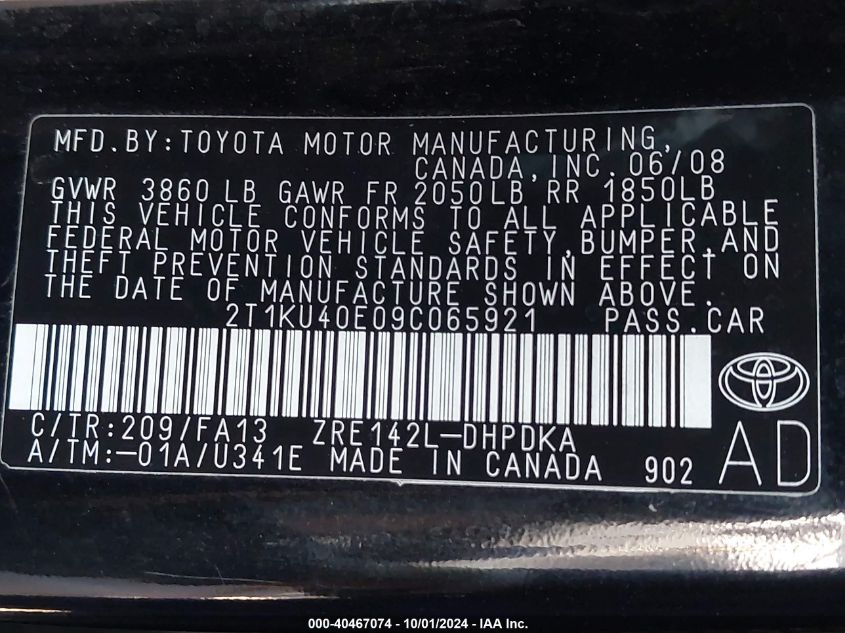 MFD.BY:TOYOTA MOTOR MANUFACTURING,
CANADA,INC. 06/08
GVWR 3860 LB GAWR FR 2050LB RR 1850LB
THIS VEHICLE CONFORMS TO ALL APPLICABLE
FEDERAL MOTOR VEHICLE SAFETY,BUMPER,AND
THEFT PREVENTION STANDARDS IN EFFECT ON
THE DATE OF MANUFACTURE SHOWN ABOVE.
2T1KU40E09C065921 PASS.CAR
C/TR:209/FA13 ZRE142L-DHPDKA
A/TM:-01A/U341E MADE IN CANADA 902 AD
000-40467074 - 10/01/2024 - IAA Inc.